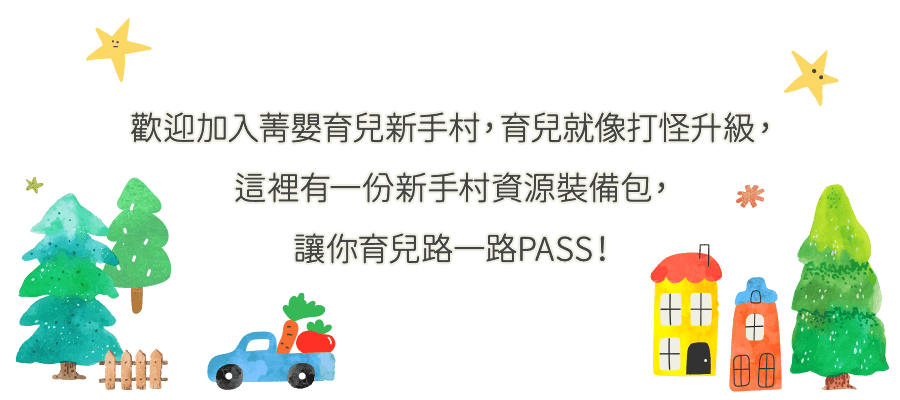 歡迎加入菁嬰育兒新手村，育兒就像打怪升級，
這裡有一份新手村資源裝備包，
讓你育兒路一路PASS！